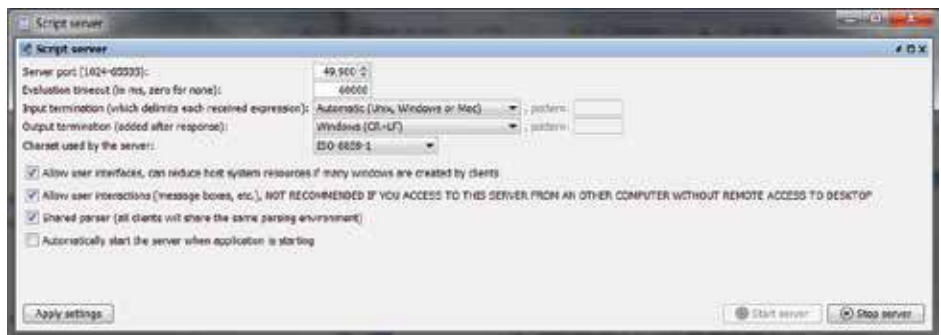 Script server
Script server
Server port [1024-65535]: 49,900
Evaluation timeout (in ms, zero for none): 60000
Input termination (which delimits each received expression): Automatic (Unix, Windows or Mac) , pattern:
Output termination (added after response): Windows (CR+LF) , pattern:
Charset used by the server: ISO-8859-1
Allow user interfaces, can reduce host system resources if many windows are created by clients
Allow user interactions (message boxes, etc.), NOT RECOMMENDED IF YOU ACCESS TO THIS SERVER FROM AN OTHER COMPUTER WITHOUT REMOTE ACCESS TO DESKTOP
Shared parser (all clients will share the same parsing environment)
Automatically start the server when application is starting
Apply settings Start server Stop server